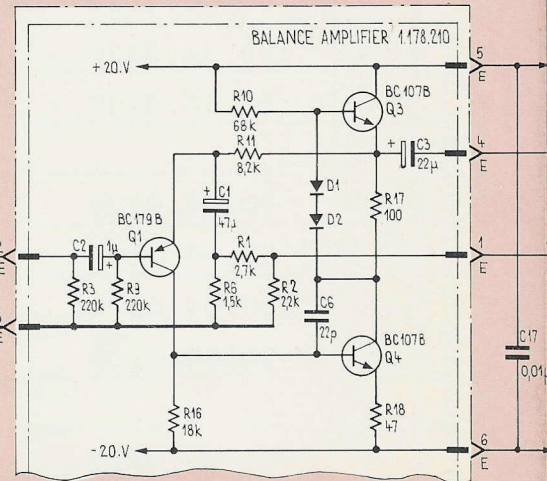 BALANCE AMPLIFIER 1.178.210
5
E
+20.V
BC107B
Q3
R10
68k
R11
8,2k
+
C3
22µ
4
E
D1
D2
R17
100
+
C1
47µ
BC179B
Q1
C2
1µ
+
R1
2,7k
1
E
R3
220k
R9
220k
R6
1,5k
R2
2,2k
C6
22p
BC107B
Q4
C17
0,01µ
R16
18k
R18
47
-20.V
6
E